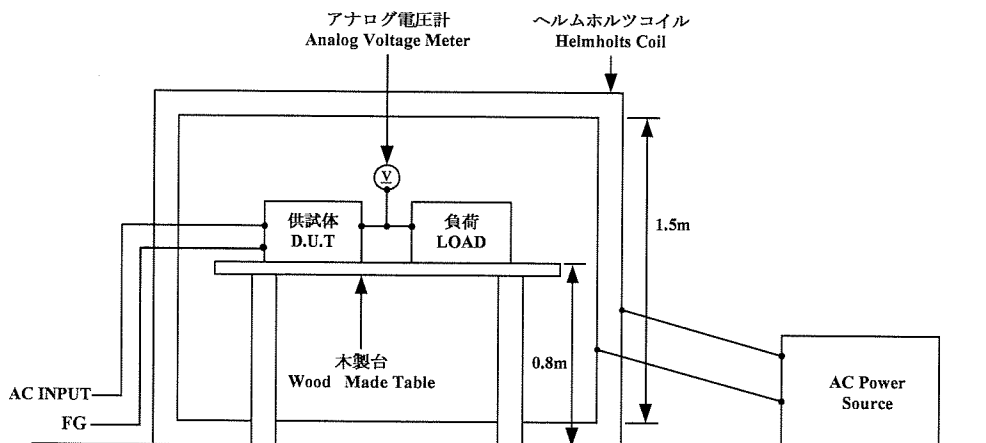 アナログ電圧計
Analog Voltage Meter
ヘルムホルツコイル
Helmholts Coil
V
供試体
D.U.T
負荷
LOAD
1.5m
木製台
Wood Made Table
0.8m
AC INPUT
FG
AC Power
Source